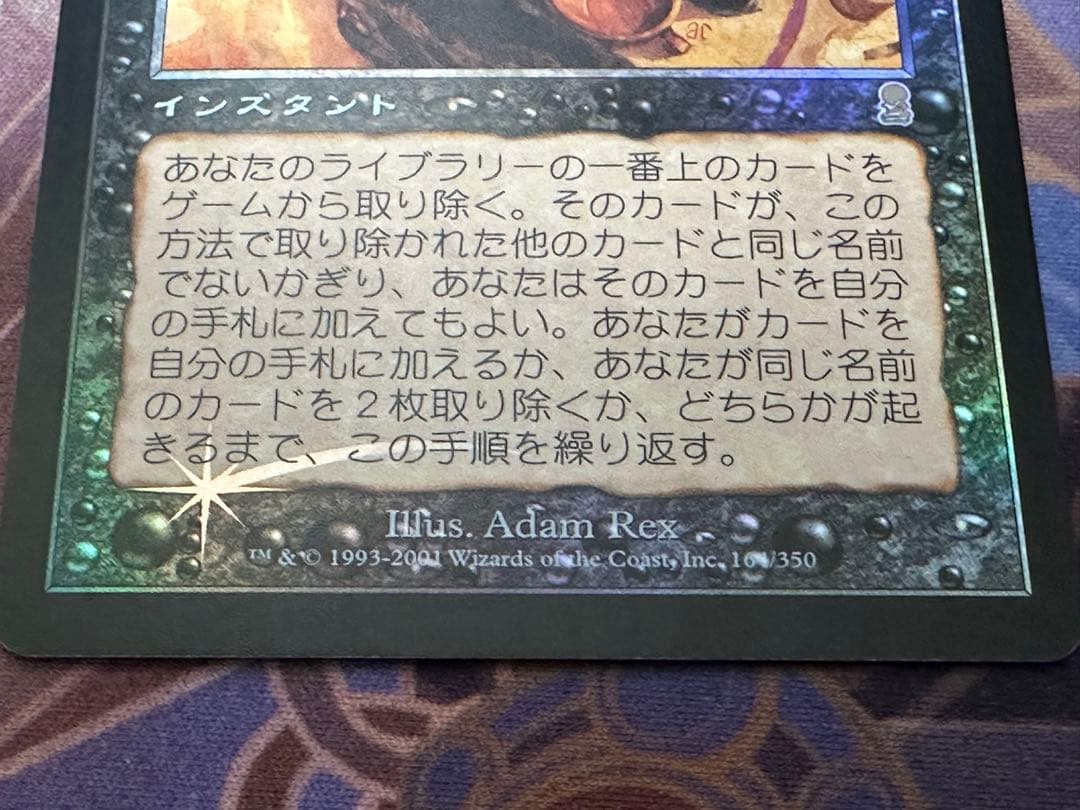 インスタント
あなたのライブラリーの一番上のカードを
ゲームから取り除く。そのカードが、この
方法で取り除かれた他のカードと同じ名前
でないかぎり、あなたはそのカードを自分
の手札に加えてもよい。あなたがカードを
自分の手札に加えるか、あなたが同じ名前
のカードを２枚取り除くか、どちらかが起
きるまで、この手順を繰り返す。
Illus. Adam Rex
™ & © 1993-2001 Wizards of the Coast, Inc.